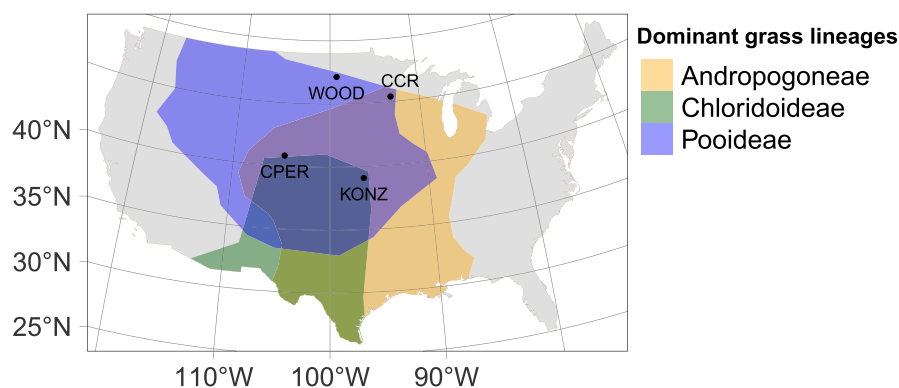 Dominant grass lineages
Andropogoneae
Chloridoideae
Pooideae
CCR
WOOD
CPER
KONZ
40°N
35°N
30°N
25°N
110°W 100°W 90°W